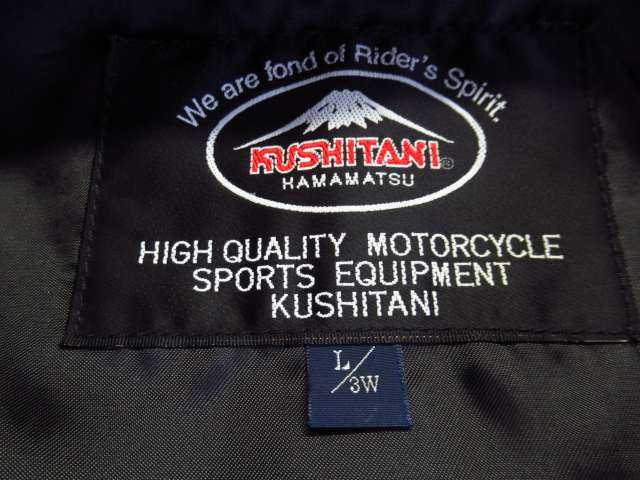 We are fond of Rider's Spirit.
KUSHITANI®
HAMAMATSU
HIGH QUALITY MOTORCYCLE
SPORTS EQUIPMENT
KUSHITANI
L/3W